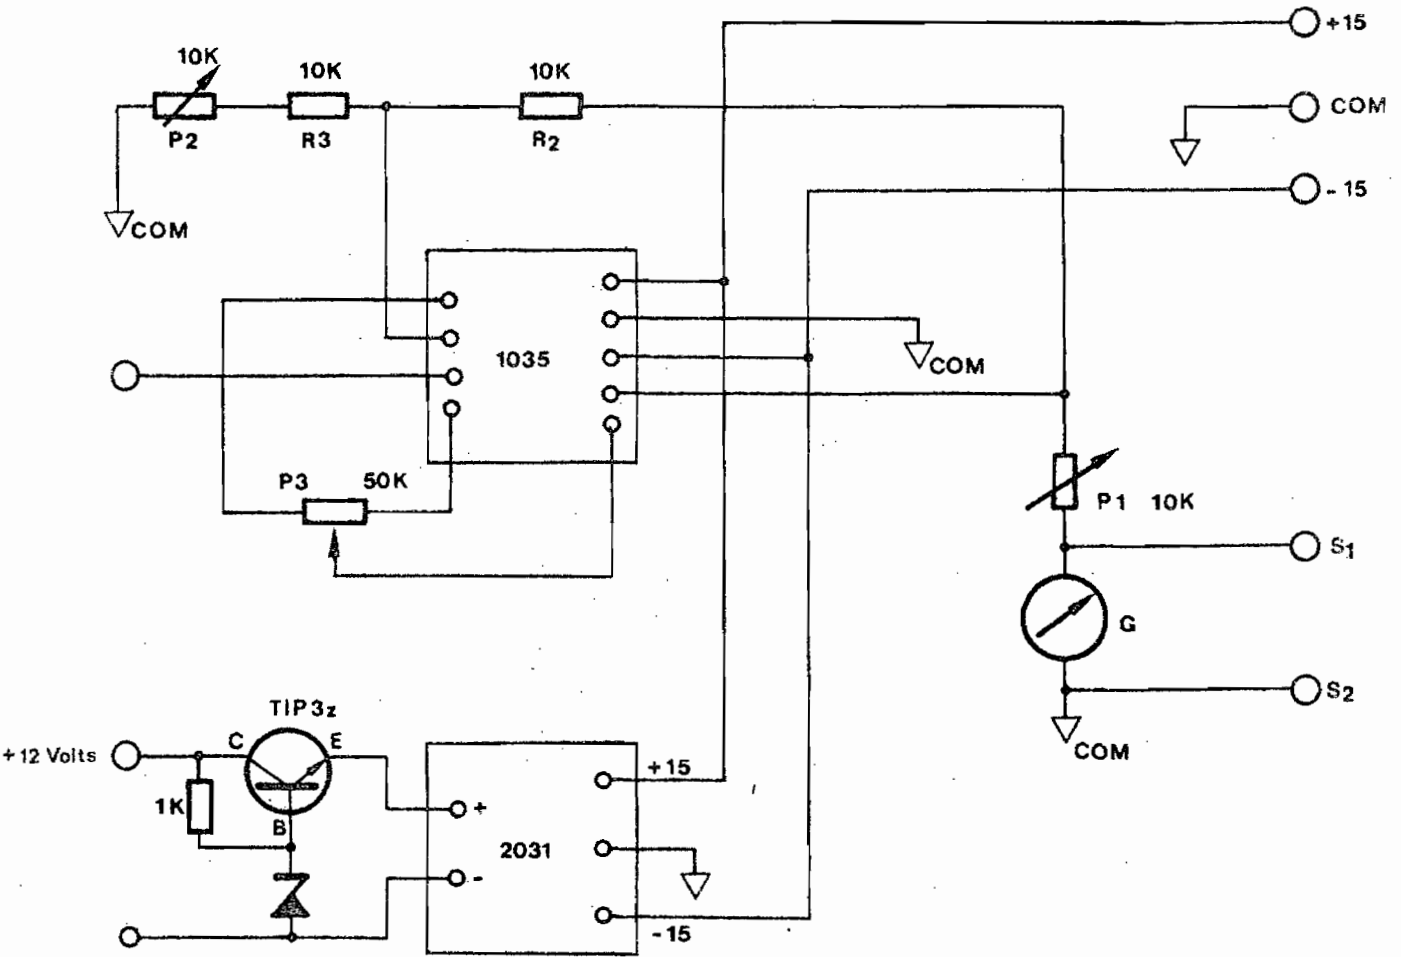 +15
10K
10K
10K
COM
P2
R3
R2
- 15
COM
1035
COM
P3
50K
P1 10K
S1
G
S2
TIP3z
+12 Volts
C
E
COM
+15
1K
+
B
2031
-
-15